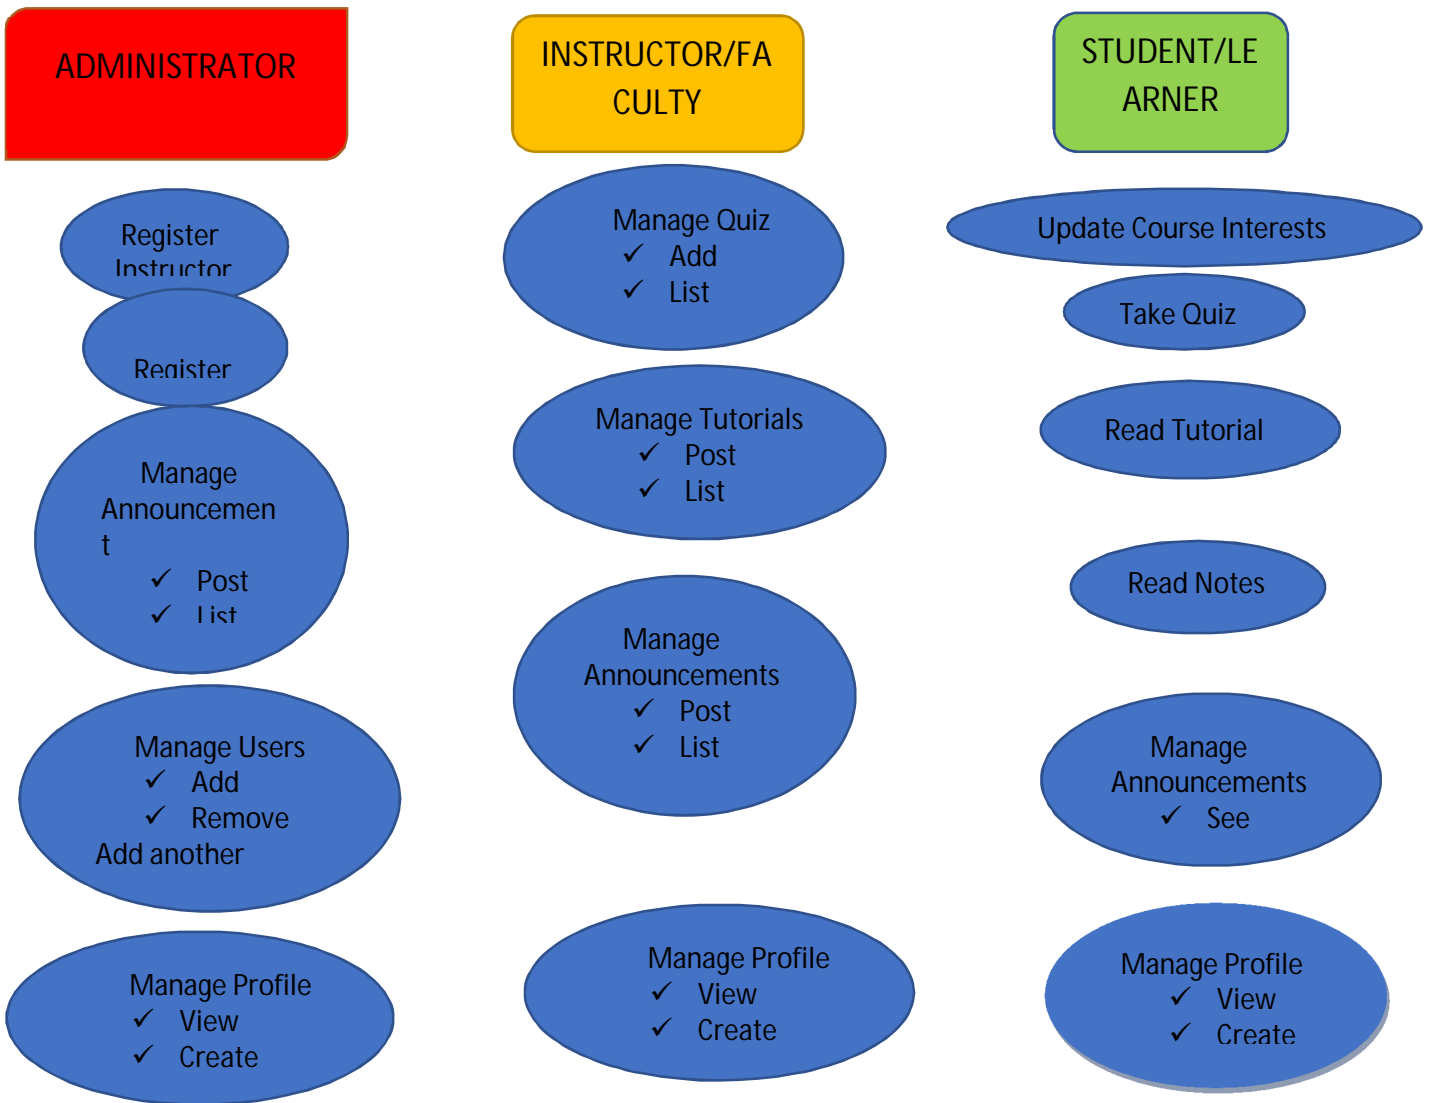 ADMINISTRATOR
Register
Instructor
Register
Manage
Announcemen
t
✓ Post
✓ List
Manage Users
✓ Add
✓ Remove
Add another
Manage Profile
✓ View
✓ Create
INSTRUCTOR/FA
CULTY
Manage Quiz
✓ Add
✓ List
Manage Tutorials
✓ Post
✓ List
Manage
Announcements
✓ Post
✓ List
Manage Profile
✓ View
✓ Create
STUDENT/LE
ARNER
Update Course Interests
Take Quiz
Read Tutorial
Read Notes
Manage
Announcements
✓ See
Manage Profile
✓ View
✓ Create